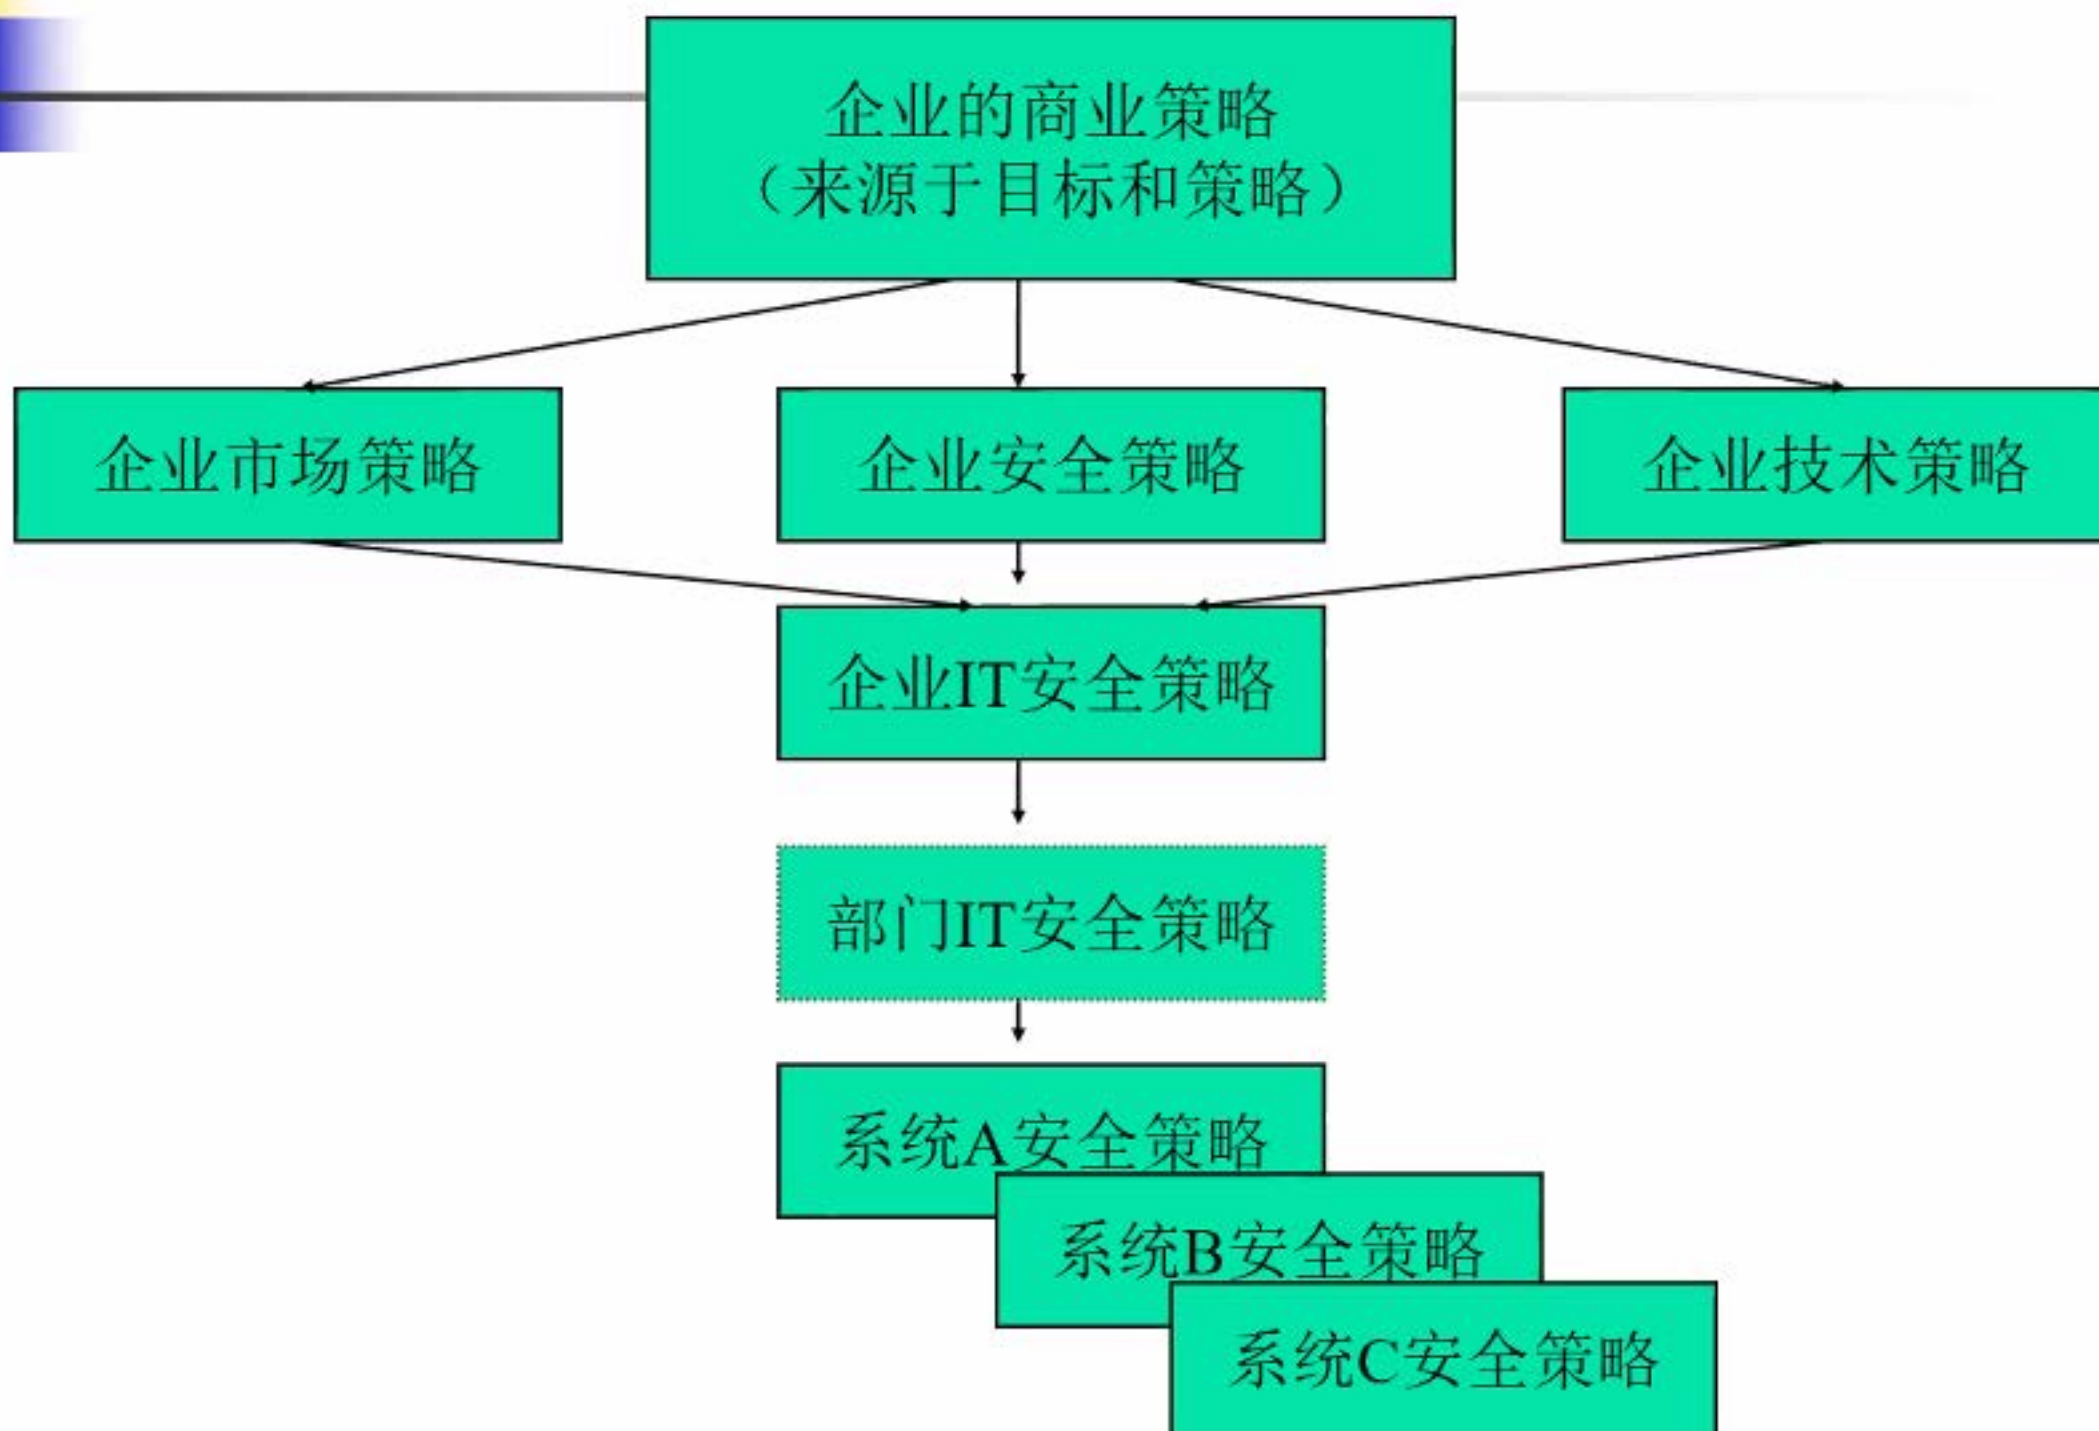 企业的商业策略
（来源于目标和策略）
企业市场策略
企业安全策略
企业技术策略
企业IT安全策略
部门IT安全策略
系统A安全策略
系统B安全策略
系统C安全策略